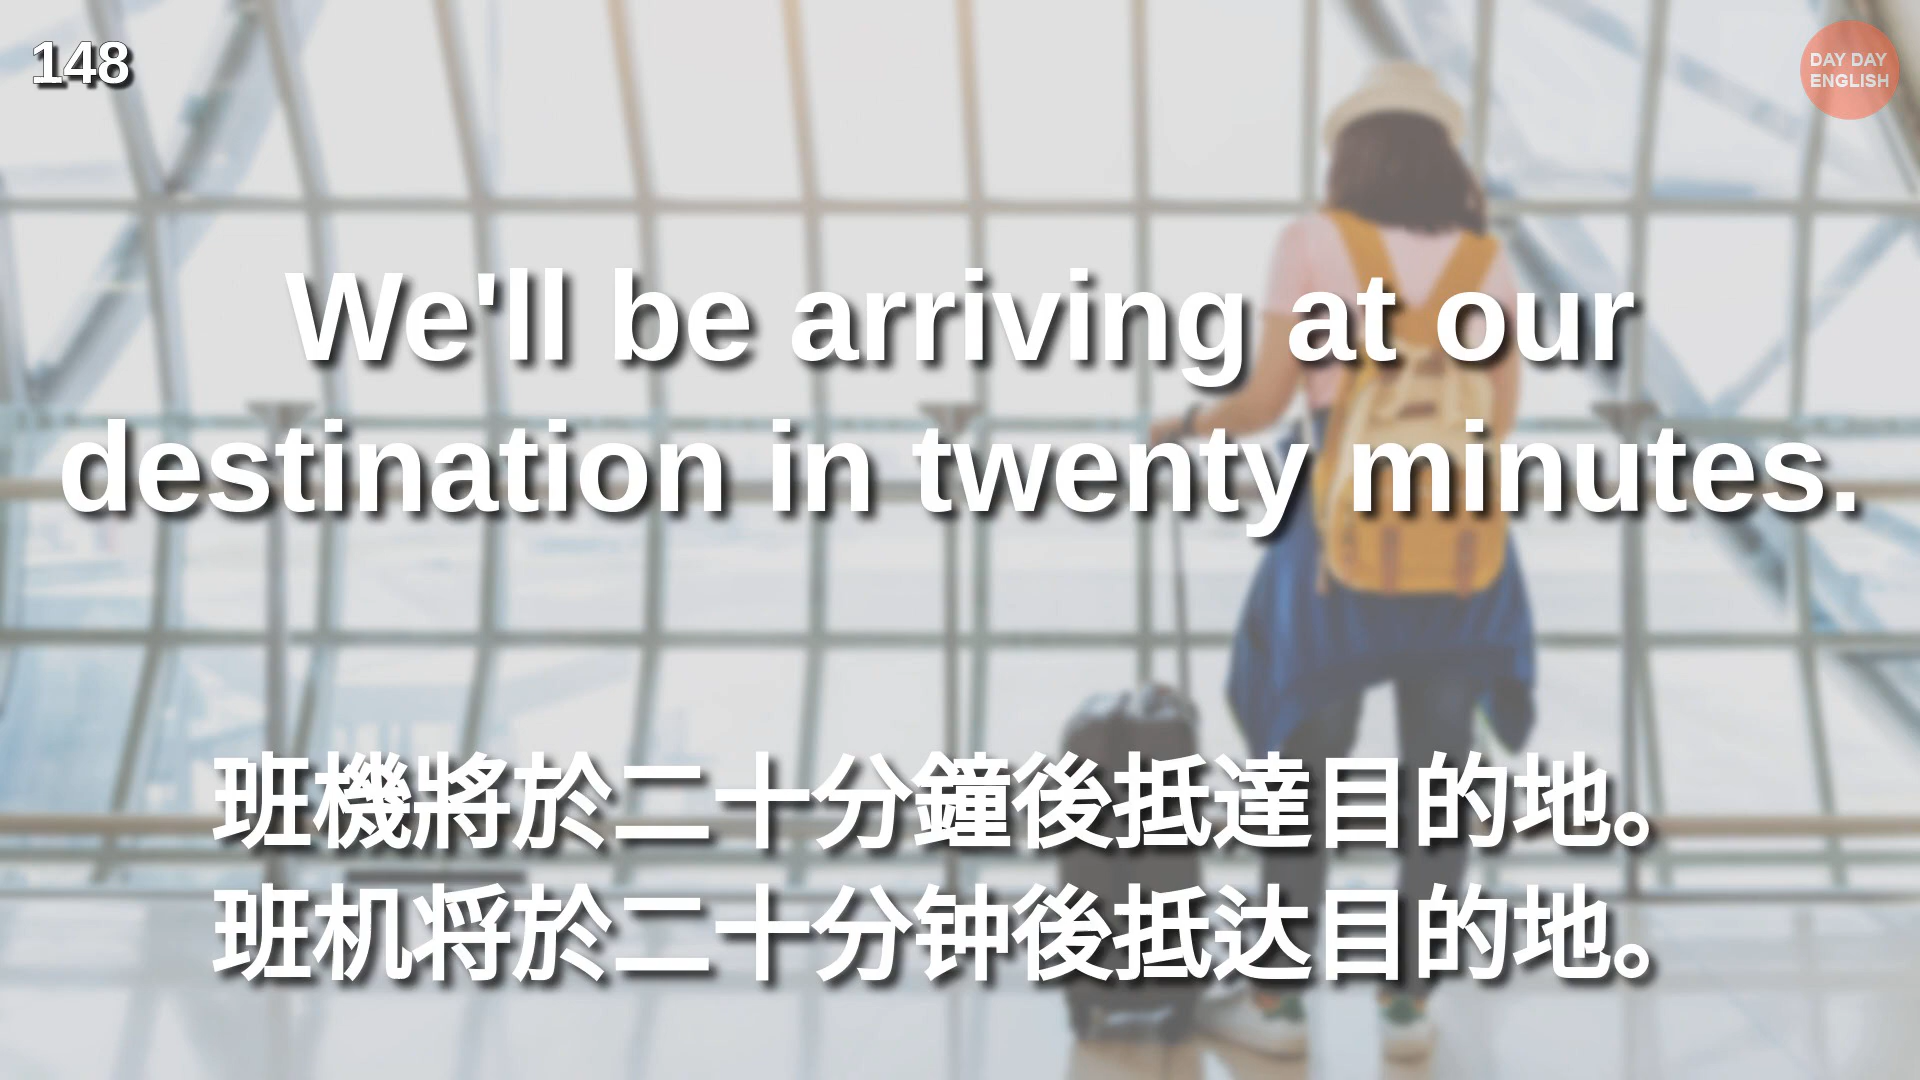 148
DAY DAY
ENGLISH
We'll be arriving at our
destination in twenty minutes.
班機將於二十分鐘後抵達目的地。
班机将於二十分钟後抵达目的地。